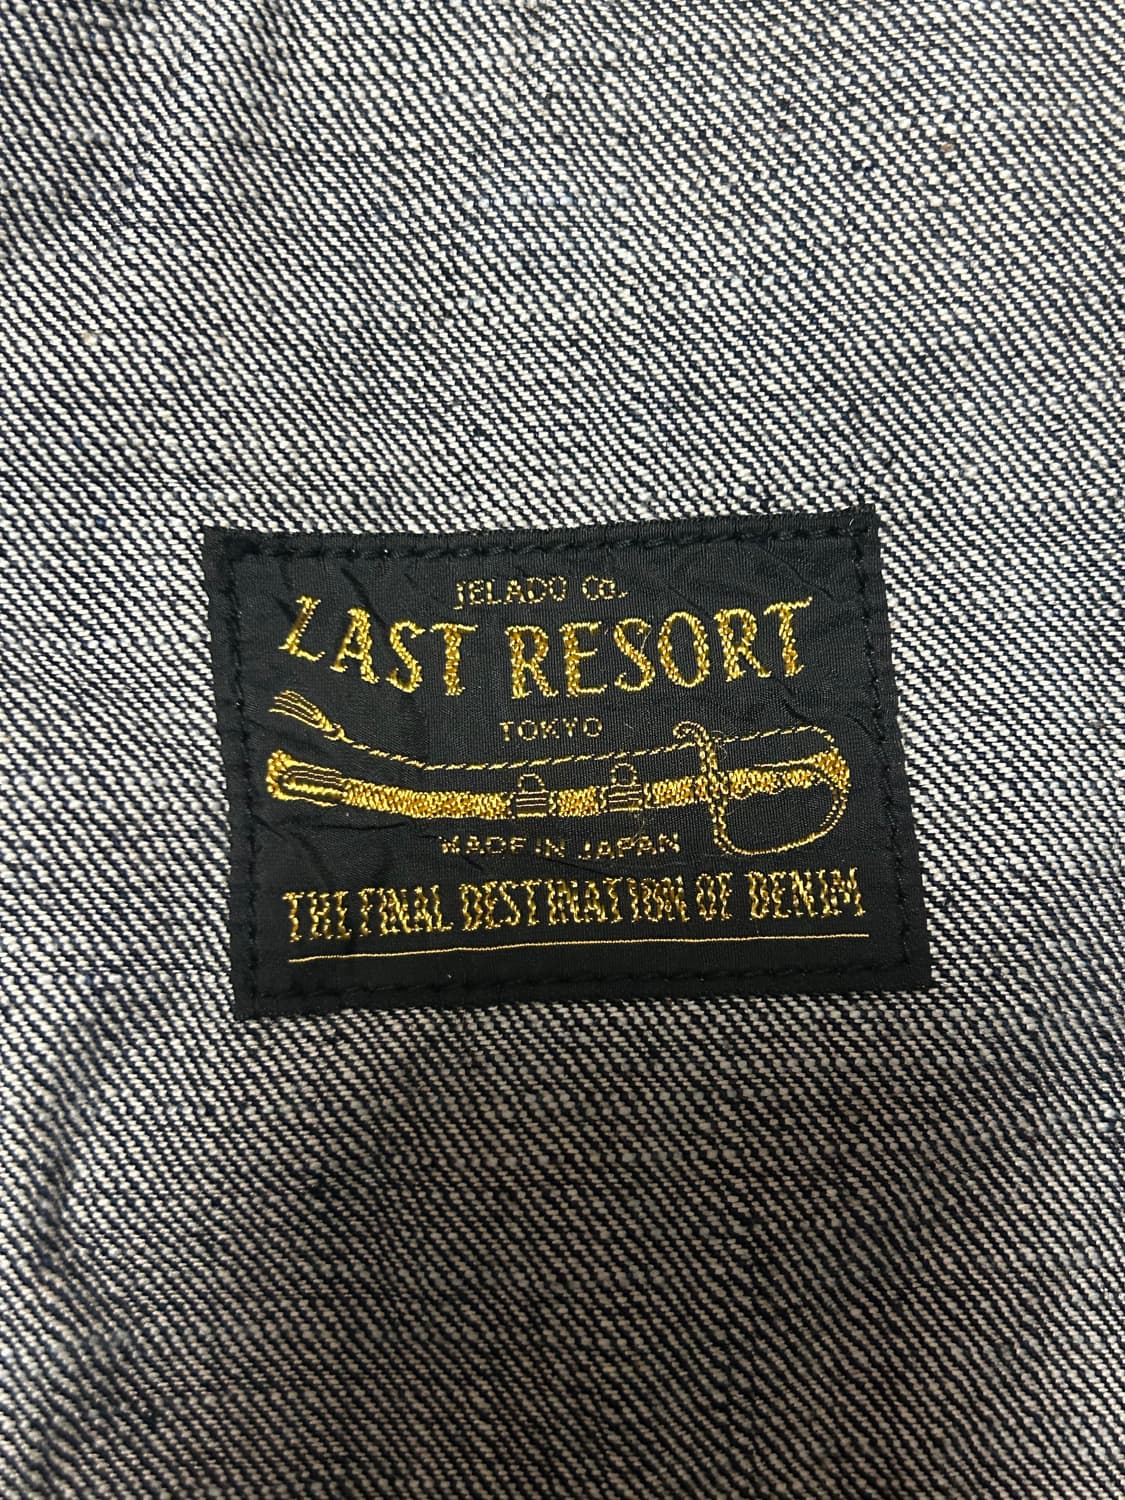 JELADO Co.
LAST RESORT
TOKYO
MADE IN JAPAN
THE FINAL DESTINATION OF DENIM